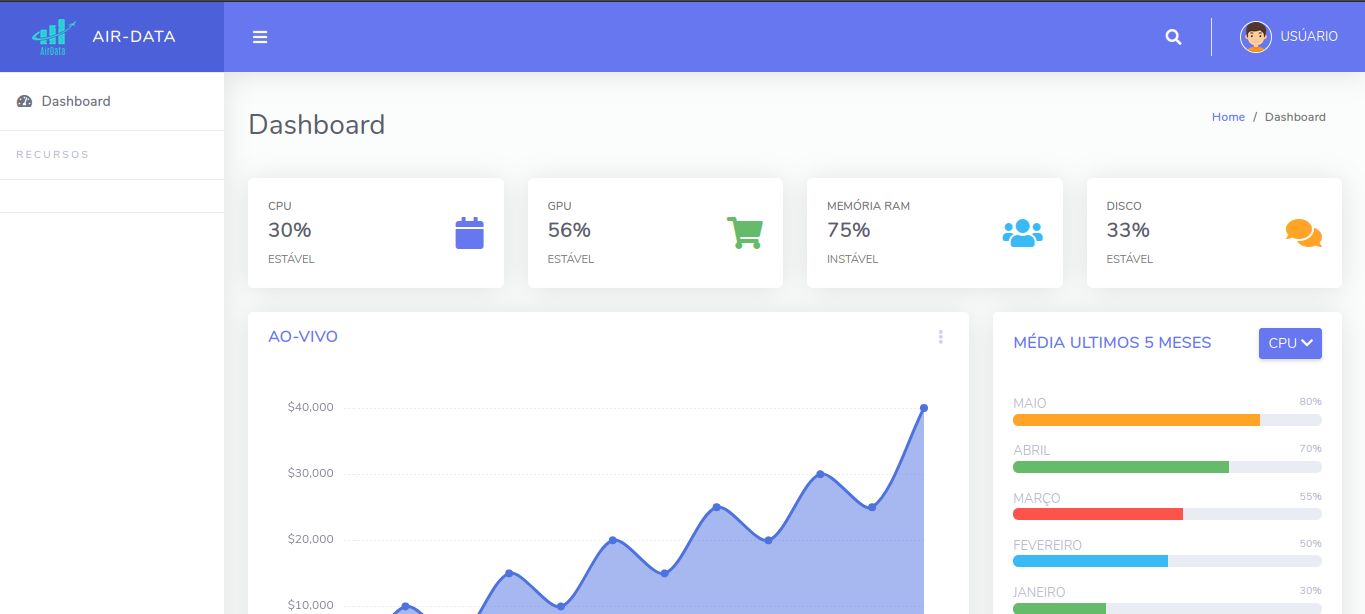 AirData
AIR-DATA
USÚARIO
Dashboard
RECURSOS
Dashboard
Home / Dashboard
CPU
30%
ESTÁVEL
GPU
56%
ESTÁVEL
MEMÓRIA RAM
75%
INSTÁVEL
DISCO
33%
ESTÁVEL
AO-VIVO
$40,000
$30,000
$20,000
$10,000
MÉDIA ULTIMOS 5 MESES
CPU
MAIO 80%
ABRIL 70%
MARÇO 55%
FEVEREIRO 50%
JANEIRO 30%